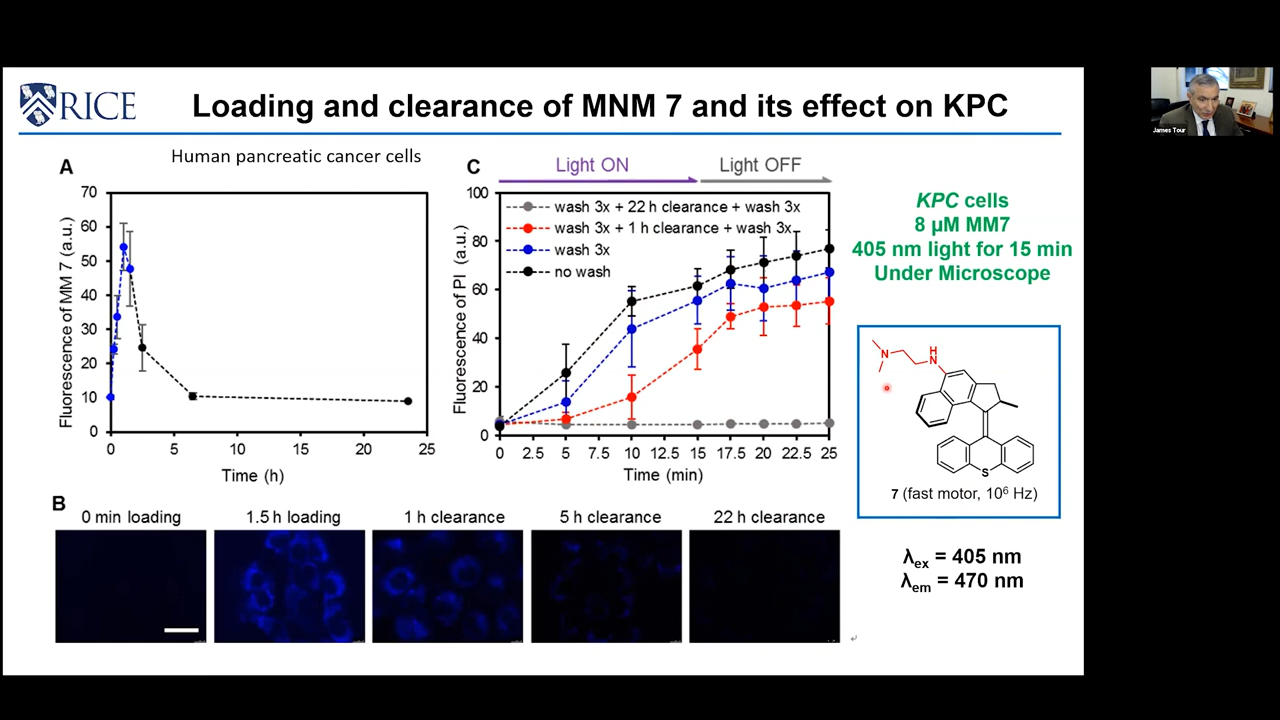 RICE
Loading and clearance of MNM 7 and its effect on KPC
James Tour
A
Human pancreatic cancer cells
Fluorescence of MM 7 (a.u.)
70
60
50
40
30
20
10
0
0 5 10 15 20 25
Time (h)
C
Light ON
Light OFF
Fluorescence of PI (a.u.)
100
80
60
40
20
0
wash 3x + 22 h clearance + wash 3x
wash 3x + 1 h clearance + wash 3x
wash 3x
no wash
0 2.5 5 7.5 10 12.5 15 17.5 20 22.5 25
Time (min)
KPC cells
8 µM MM7
405 nm light for 15 min
Under Microscope
N
H
N
S
7 (fast motor, 10⁶ Hz)
λex = 405 nm
λem = 470 nm
B
0 min loading
1.5 h loading
1 h clearance
5 h clearance
22 h clearance